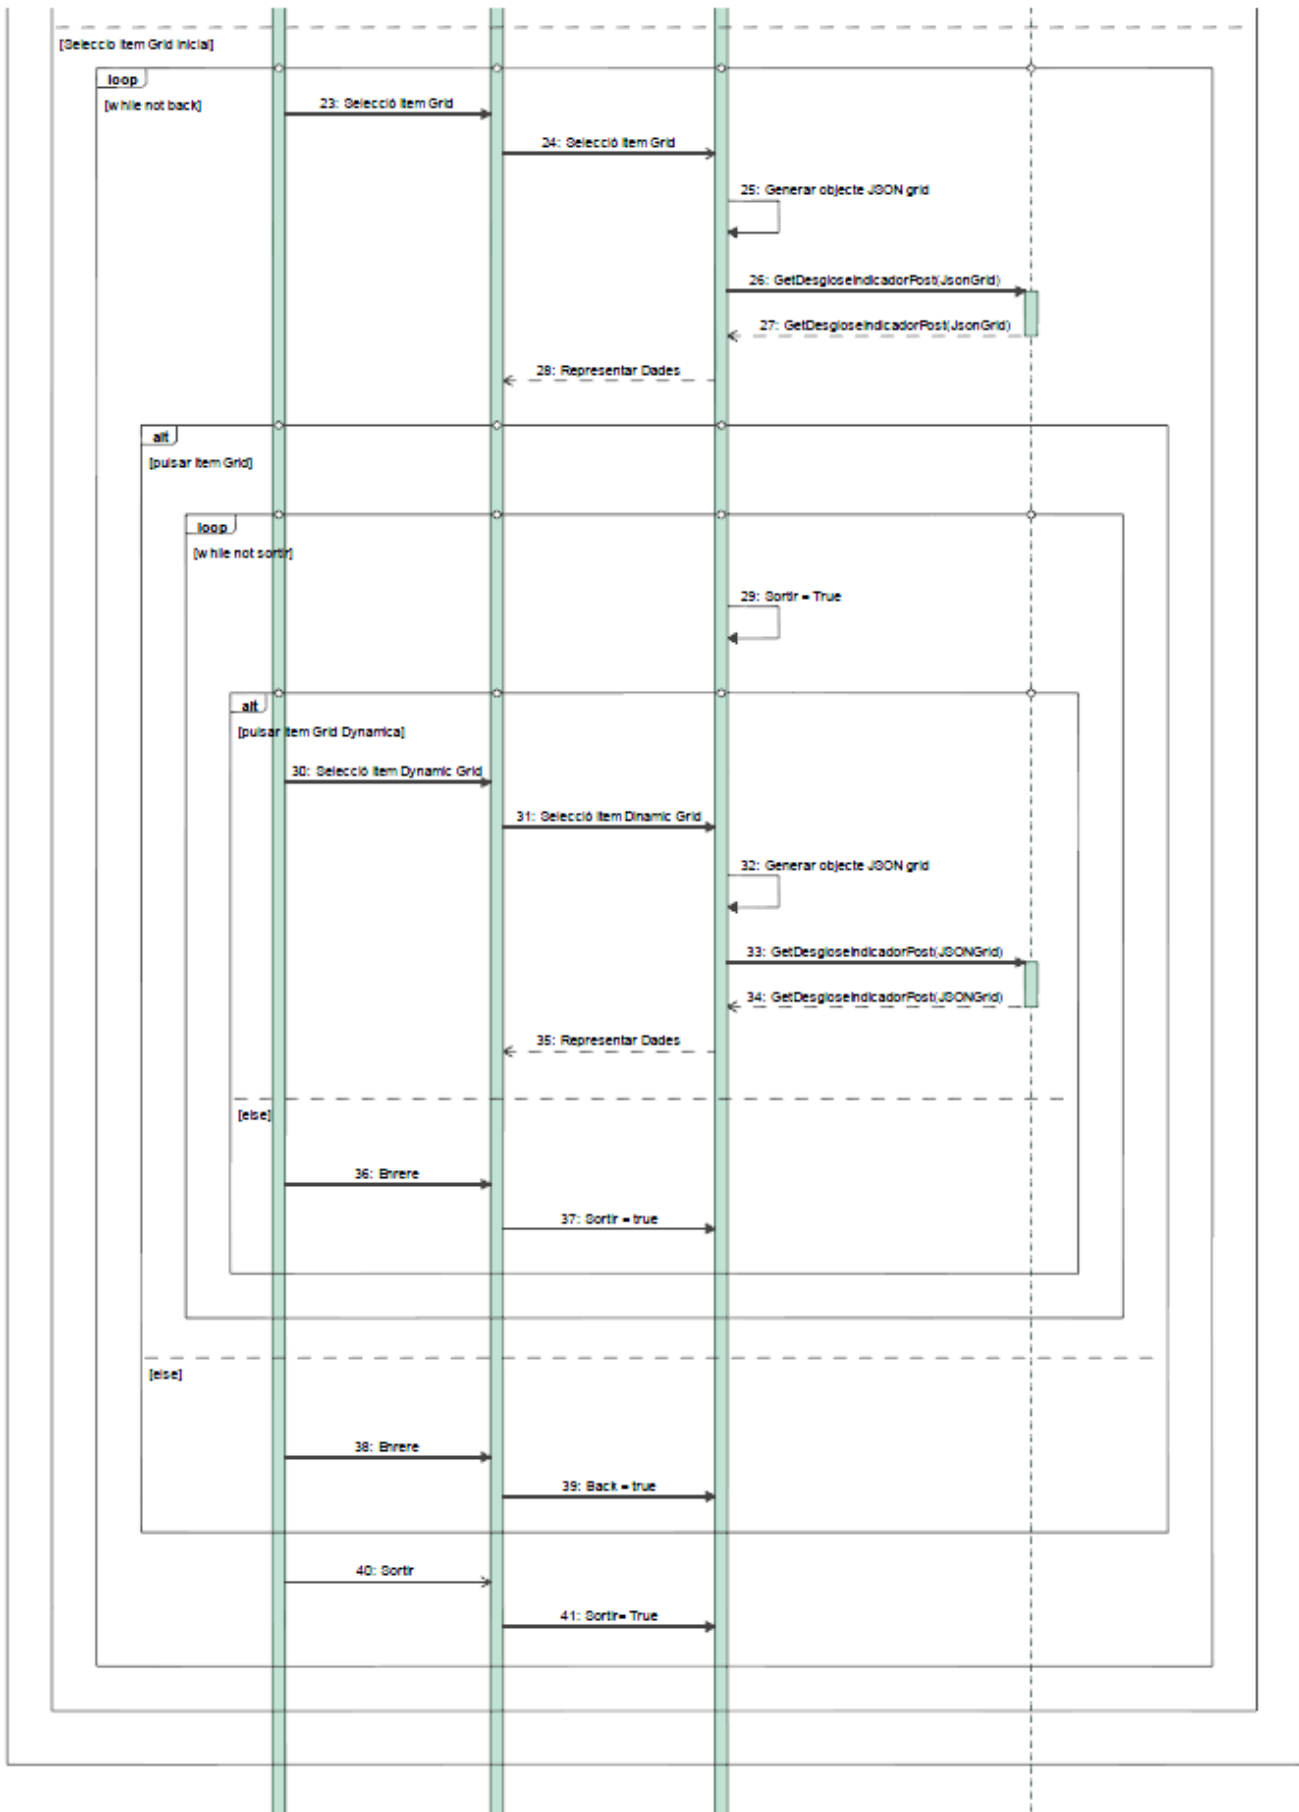 [Selecció Item Grid Inicial]
loop
[while not back]
23: Selecció Item Grid
24: Selecció Item Grid
25: Generar objecte JSON grid
26: GetDesgloseIndicadorPost(JsonGrid)
27: GetDesgloseIndicadorPost(JsonGrid)
28: Representar Dades
alt
[pulsar Item Grid]
loop
[while not sortir]
29: Sortir = True
alt
[pulsar Item Grid Dynamica]
30: Selecció Item Dynamic Grid
31: Selecció Item Dinamic Grid
32: Generar objecte JSON grid
33: GetDesgloseIndicadorPost(JSONGrid)
34: GetDesgloseIndicadorPost(JSONGrid)
35: Representar Dades
[else]
36: Enrere
37: Sortir = true
[else]
38: Enrere
39: Back = true
40: Sortir
41: Sortir= True